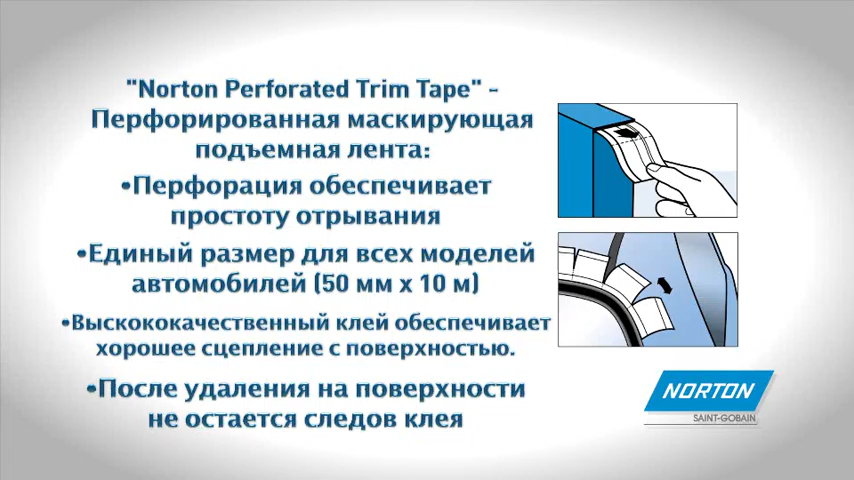 "Norton Perforated Trim Tape" -
Перфорированная маскирующая
подъемная лента:
•Перфорация обеспечивает
простоту отрывания
•Единый размер для всех моделей
автомобилей (50 мм х 10 м)
•Выскококачественный клей обеспечивает
хорошее сцепление с поверхностью.
•После удаления на поверхности
не остается следов клея
NORTON
SAINT-GOBAIN